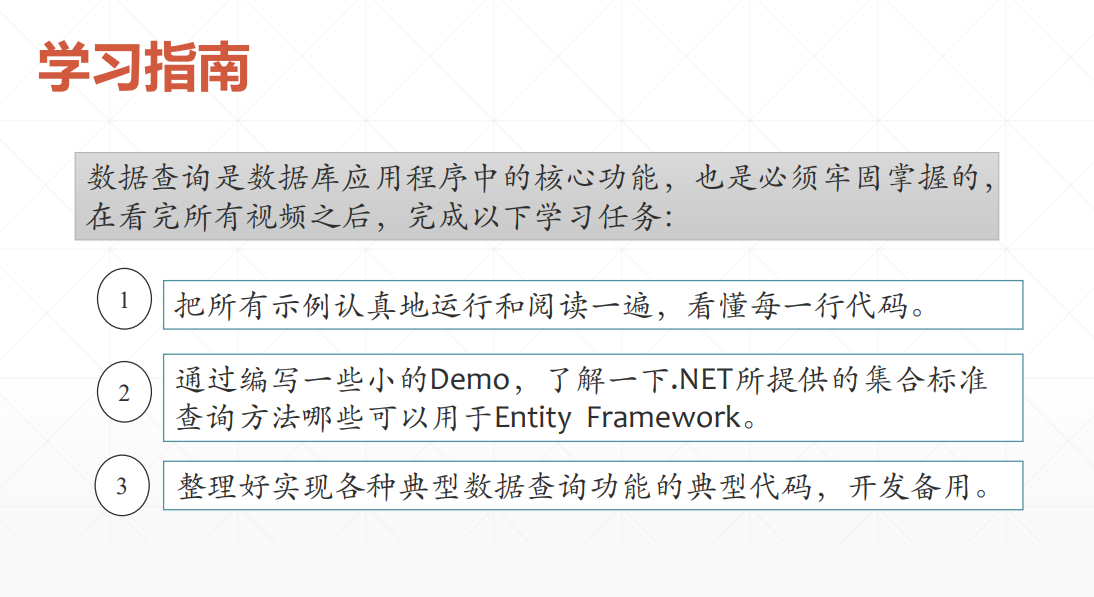 学习指南
数据查询是数据库应用程序中的核心功能，也是必须牢固掌握的，
在看完所有视频之后，完成以下学习任务：
1
把所有示例认真地运行和阅读一遍，看懂每一行代码。
2
通过编写一些小的Demo，了解一下.NET所提供的集合标准
查询方法哪些可以用于Entity Framework。
3
整理好实现各种典型数据查询功能的典型代码，开发备用。